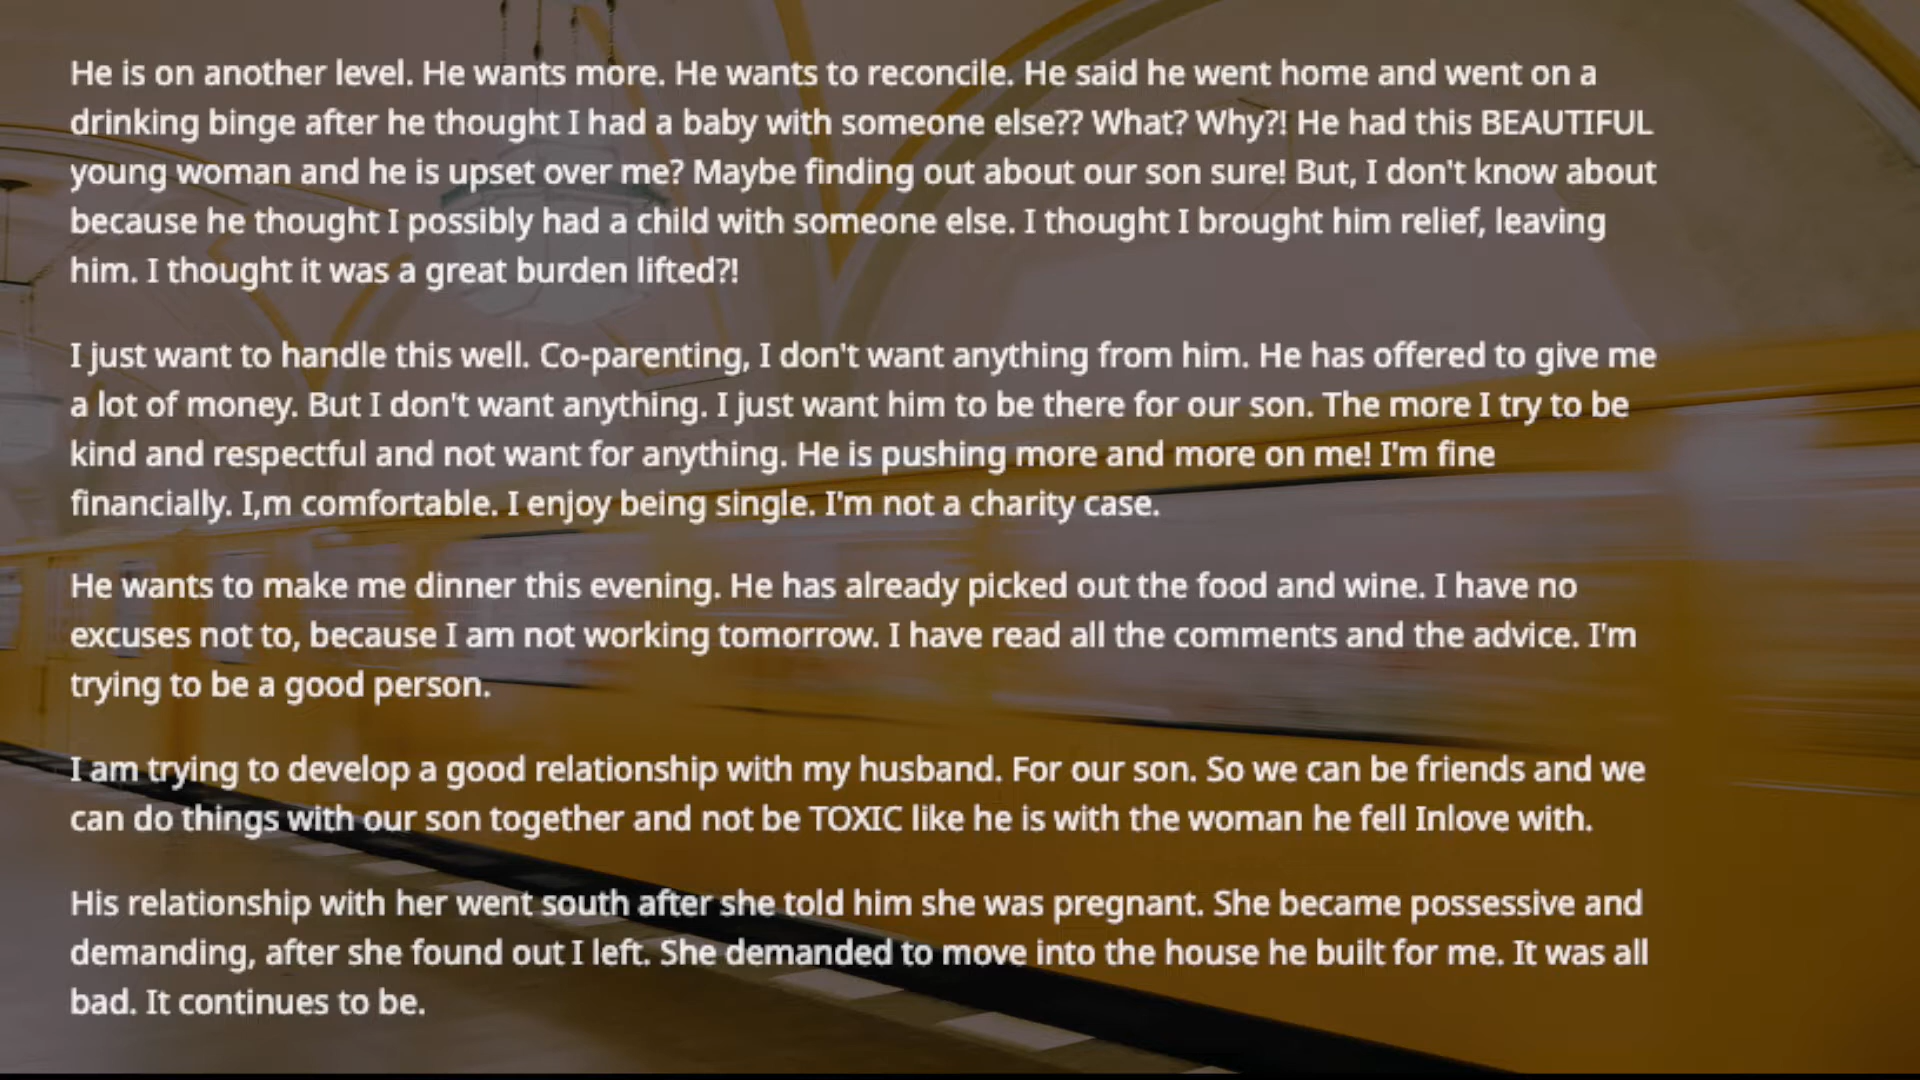 He is on another level. He wants more. He wants to reconcile. He said he went home and went on a
drinking binge after he thought I had a baby with someone else?? What? Why?! He had this BEAUTIFUL
young woman and he is upset over me? Maybe finding out about our son sure! But, I don't know about
because he thought I possibly had a child with someone else. I thought I brought him relief, leaving
him. I thought it was a great burden lifted?!
I just want to handle this well. Co-parenting, I don't want anything from him. He has offered to give me
a lot of money. But I don't want anything. I just want him to be there for our son. The more I try to be
kind and respectful and not want for anything. He is pushing more and more on me! I'm fine
financially. I,m comfortable. I enjoy being single. I'm not a charity case.
He wants to make me dinner this evening. He has already picked out the food and wine. I have no
excuses not to, because I am not working tomorrow. I have read all the comments and the advice. I'm
trying to be a good person.
I am trying to develop a good relationship with my husband. For our son. So we can be friends and we
can do things with our son together and not be TOXIC like he is with the woman he fell Inlove with.
His relationship with her went south after she told him she was pregnant. She became possessive and
demanding, after she found out I left. She demanded to move into the house he built for me. It was all
bad. It continues to be.